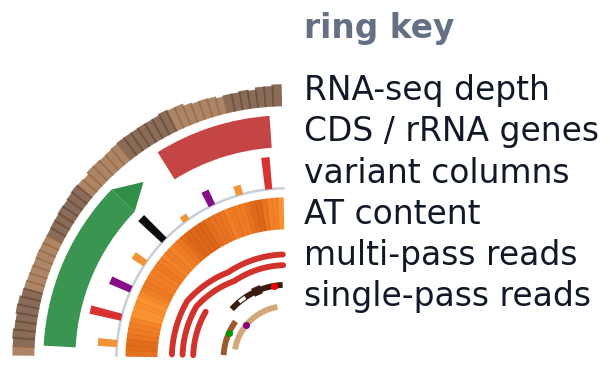 ring key
RNA-seq depth
CDS / rRNA genes
variant columns
AT content
multi-pass reads
single-pass reads